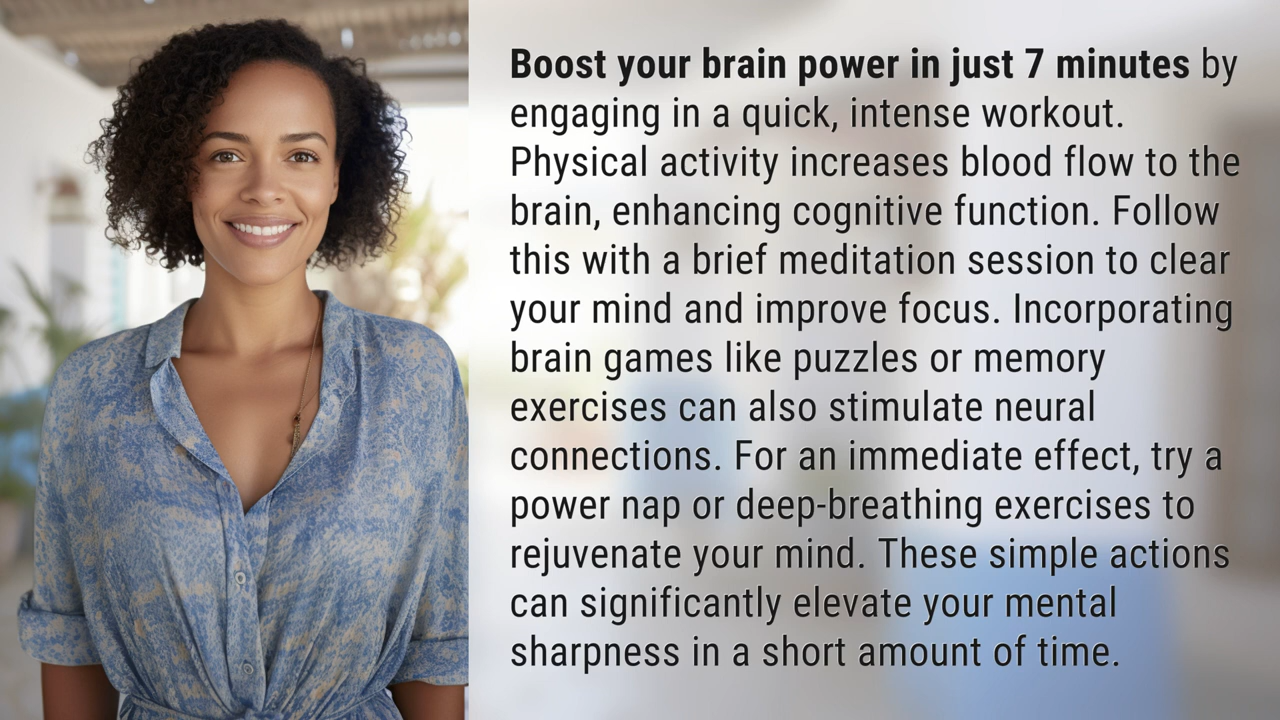 Boost your brain power in just 7 minutes by
engaging in a quick, intense workout.
Physical activity increases blood flow to the
brain, enhancing cognitive function. Follow
this with a brief meditation session to clear
your mind and improve focus. Incorporating
brain games like puzzles or memory
exercises can also stimulate neural
connections. For an immediate effect, try a
power nap or deep-breathing exercises to
rejuvenate your mind. These simple actions
can significantly elevate your mental
sharpness in a short amount of time.